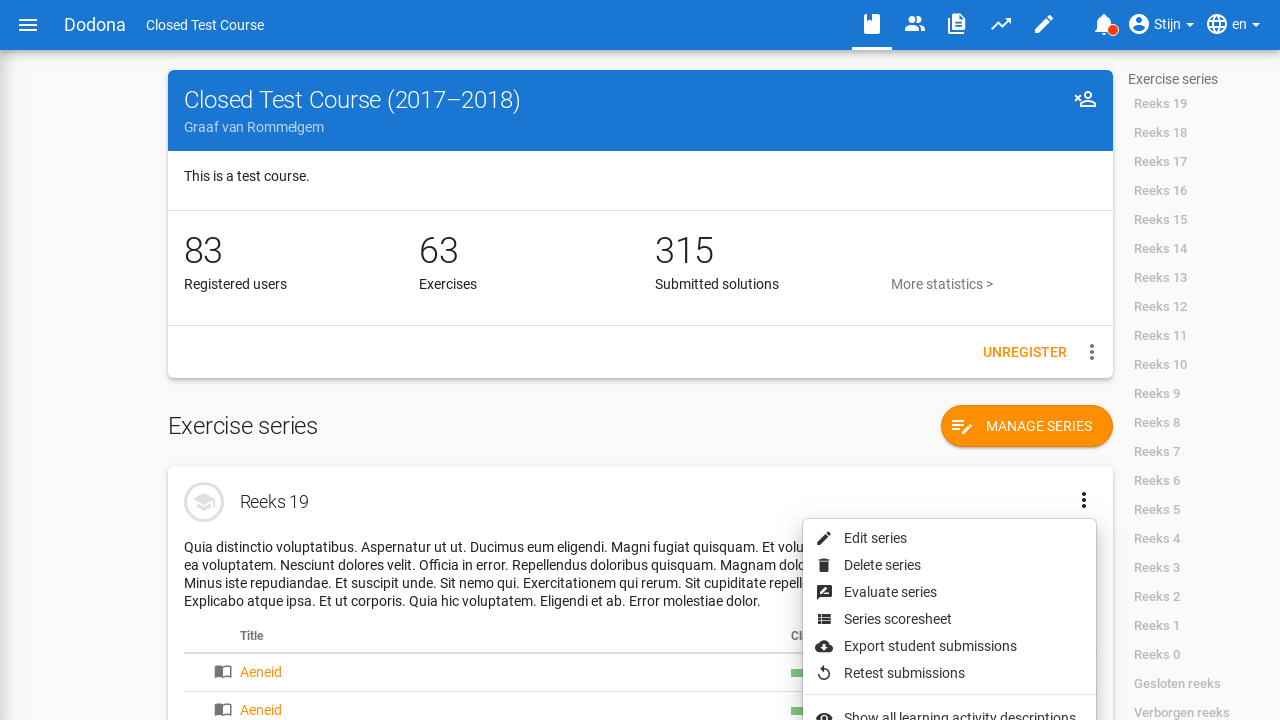 Dodona
Closed Test Course
Stijn
en
Closed Test Course (2017–2018)
Graaf van Rommelgem
This is a test course.
83
Registered users
63
Exercises
315
Submitted solutions
More statistics >
UNREGISTER
Exercise series
MANAGE SERIES
Reeks 19
Quia distinctio voluptatibus. Aspernatur ut ut. Ducimus eum eligendi. Magni fugiat quisquam. Et
ea voluptatem. Nesciunt dolores velit. Officia in error. Repellendus doloribus quisquam. Magnam
Minus iste repudiandae. Et suscipit unde. Sit nemo qui. Exercitationem qui rerum. Sit cupiditate
Explicabo atque ipsa. Et ut corporis. Quia hic voluptatem. Eligendi et ab. Error molestiae dolor.
Title
Aeneid
Aeneid
Edit series
Delete series
Evaluate series
Series scoresheet
Export student submissions
Retest submissions
Show all learning activity descriptions
Exercise series
Reeks 19
Reeks 18
Reeks 17
Reeks 16
Reeks 15
Reeks 14
Reeks 13
Reeks 12
Reeks 11
Reeks 10
Reeks 9
Reeks 8
Reeks 7
Reeks 6
Reeks 5
Reeks 4
Reeks 3
Reeks 2
Reeks 1
Reeks 0
Gesloten reeks
Verborgen reeks